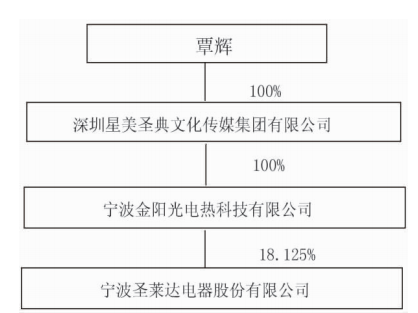 覃辉
100%
深圳星美圣典文化传媒集团有限公司
100%
宁波金阳光电热科技有限公司
18.125%
宁波圣莱达电器股份有限公司